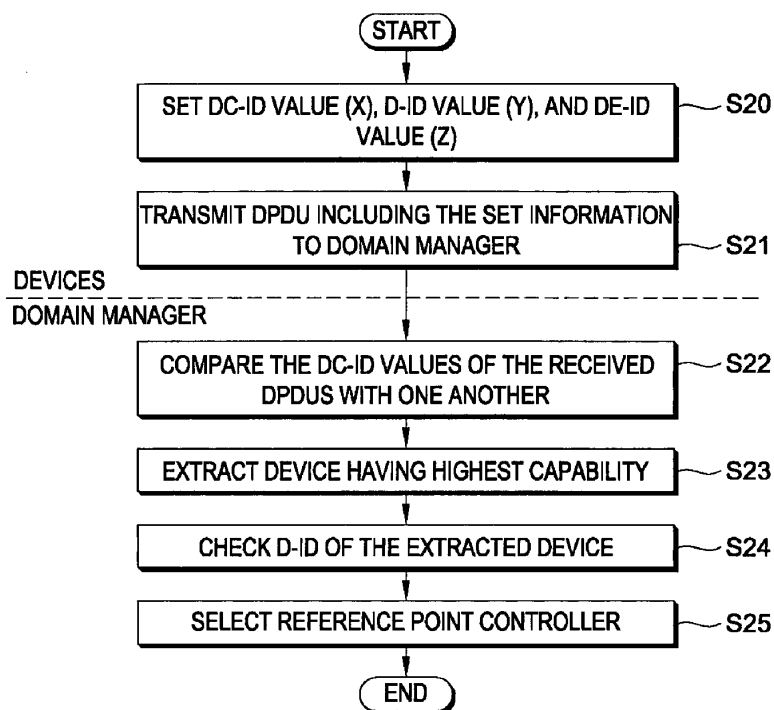 START
SET DC-ID VALUE (X), D-ID VALUE (Y), AND DE-ID
VALUE (Z)
S20
TRANSMIT DPDU INCLUDING THE SET INFORMATION
TO DOMAIN MANAGER
S21
DEVICES
DOMAIN MANAGER
COMPARE THE DC-ID VALUES OF THE RECEIVED
DPDUS WITH ONE ANOTHER
S22
EXTRACT DEVICE HAVING HIGHEST CAPABILITY
S23
CHECK D-ID OF THE EXTRACTED DEVICE
S24
SELECT REFERENCE POINT CONTROLLER
S25
END